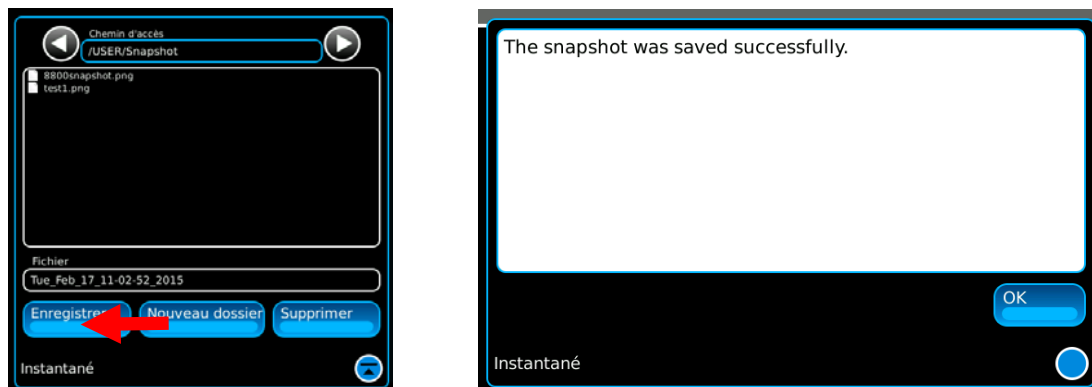 Chemin d'accès
/USER/Snapshot
8800snapshot.png
test1.png
Fichier
Tue_Feb_17_11-02-52_2015
Enregistrer Nouveau dossier Supprimer
Instantané
The snapshot was saved successfully.
OK
Instantané